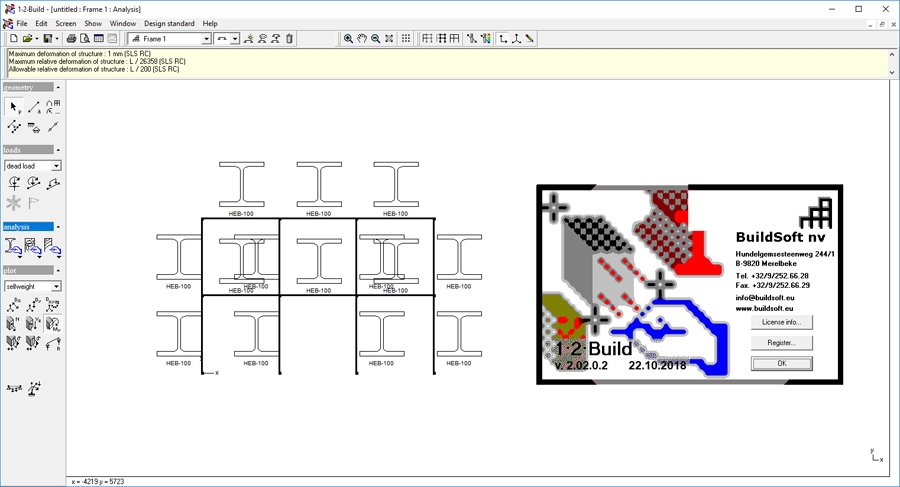 1-2-Build - [untitled : Frame 1 : Analysis]
File Edit Screen Show Window Design standard Help
Frame 1
Maximum deformation of structure : 1 mm (SLS RC)
Maximum relative deformation of structure : L / 26358 (SLS RC)
Allowable relative deformation of structure : L / 200 (SLS RC)
geometry
loads
dead load
analysis
plot
selfweight
HEB-100 HEB-100 HEB-100
HEB-100 HEB-100 HEB-100 HEB-100 HEB-100 HEB-100 HEB-100
HEB-100 HEB-100 HEB-100 HEB-100
x
BuildSoft nv
Hundelgemsesteenweg 244/1
B-9820 Merelbeke
Tel. +32/9/252.66.28
Fax. +32/9/252.66.29
info@buildsoft.eu
www.buildsoft.eu
License info...
Register...
OK
1·2·Build
v. 2.02.0.2 22.10.2018
y
x
x = -4219 y = 5723